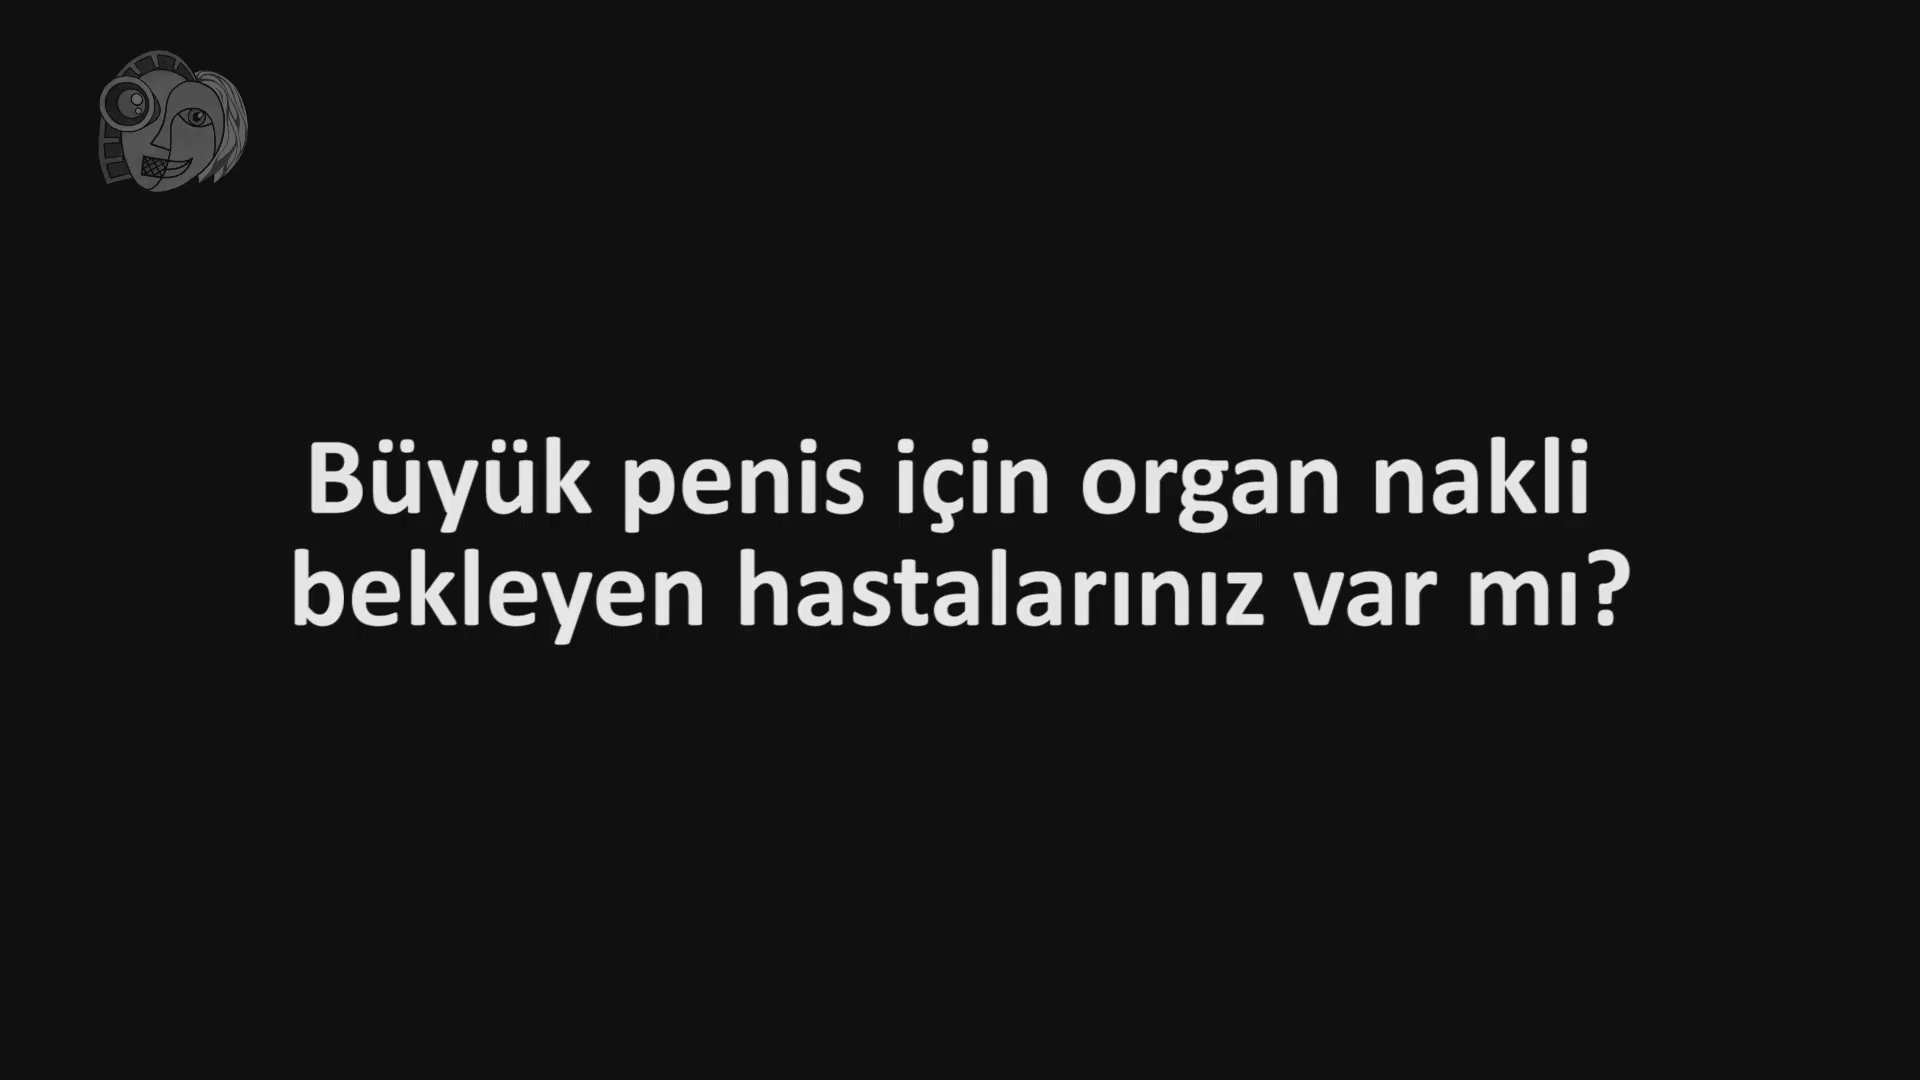 Büyük penis için organ nakli
bekleyen hastalarınız var mı?